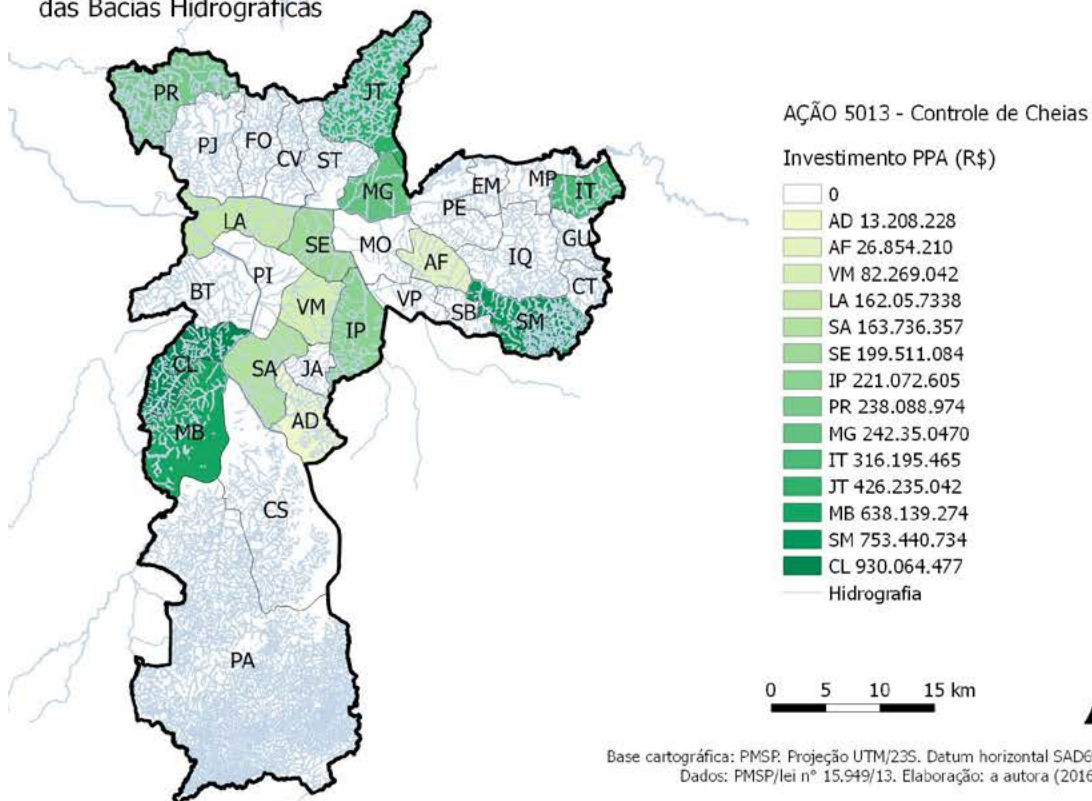 das Bacias Hidrográficas
PR
JT
PJ
FO
CV
ST
MG
EM
MP
IT
PE
LA
SE
MO
AF
IQ
GU
CT
PI
BT
VM
IP
VP
SB
SM
CL
SA
JA
MB
AD
CS
PA
AÇÃO 5013 - Controle de Cheias
Investimento PPA (R$)
0
AD 13.208.228
AF 26.854.210
VM 82.269.042
LA 162.05.7338
SA 163.736.357
SE 199.511.084
IP 221.072.605
PR 238.088.974
MG 242.35.0470
IT 316.195.465
JT 426.235.042
MB 638.139.274
SM 753.440.734
CL 930.064.477
Hidrografia
0 5 10 15 km
Base cartográfica: PMSP. Projeção UTM/23S. Datum horizontal SAD6
Dados: PMSP/lei n° 15.949/13. Elaboração: a autora (2016